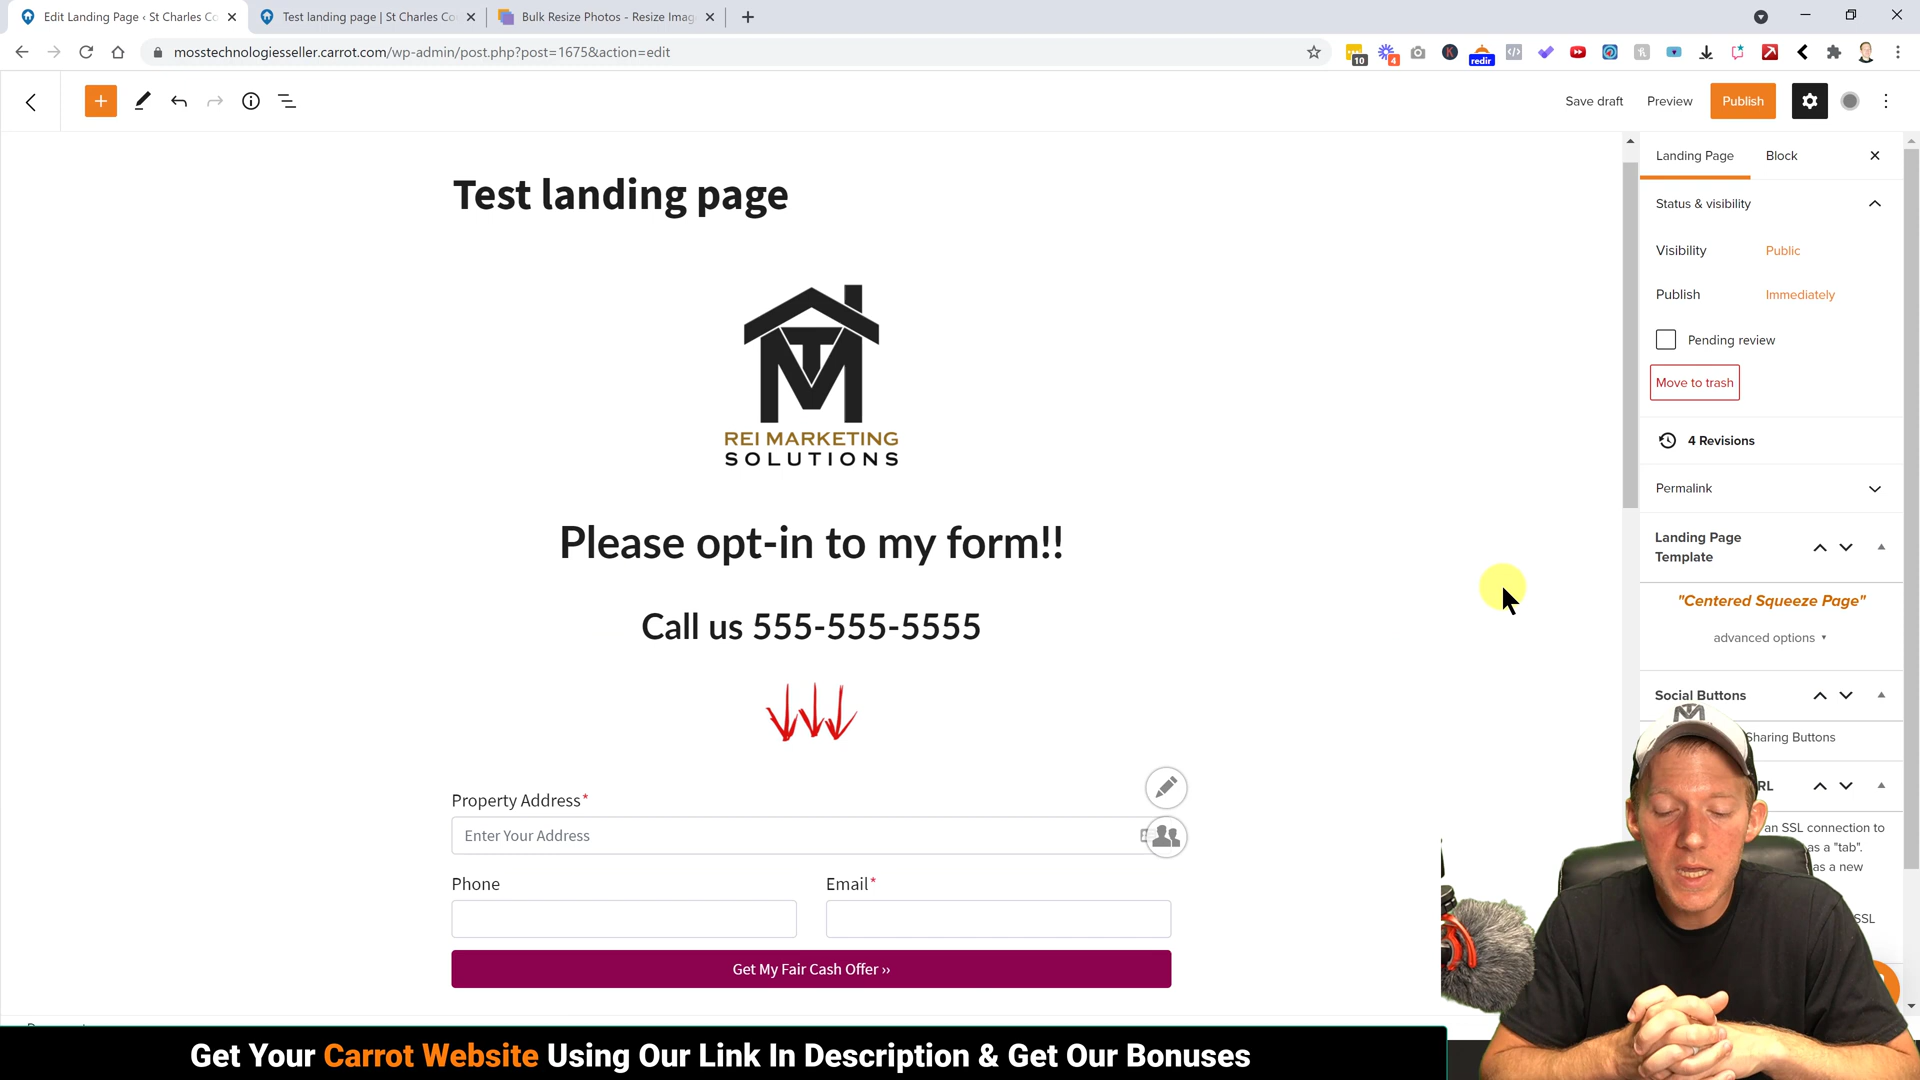 Edit Landing Page ‹ St Charles Co
Test landing page | St Charles Co
Bulk Resize Photos - Resize Imag
mosstechnologiesseller.carrot.com/wp-admin/post.php?post=1675&action=edit
10
4
redir
Save draft
Preview
Publish
Landing Page
Block
Test landing page
Status & visibility
Visibility
Public
Publish
Immediately
Pending review
Move to trash
TM
REI MARKETING
SOLUTIONS
4 Revisions
Permalink
Please opt-in to my form!!
Landing Page
Template
"Centered Squeeze Page"
advanced options
Call us 555-555-5555
Social Buttons
Sharing Buttons
RL
an SSL connection to
as a "tab".
as a new
SSL
Property Address*
Enter Your Address
Phone
Email*
Get My Fair Cash Offer ››
Get Your Carrot Website Using Our Link In Description & Get Our Bonuses